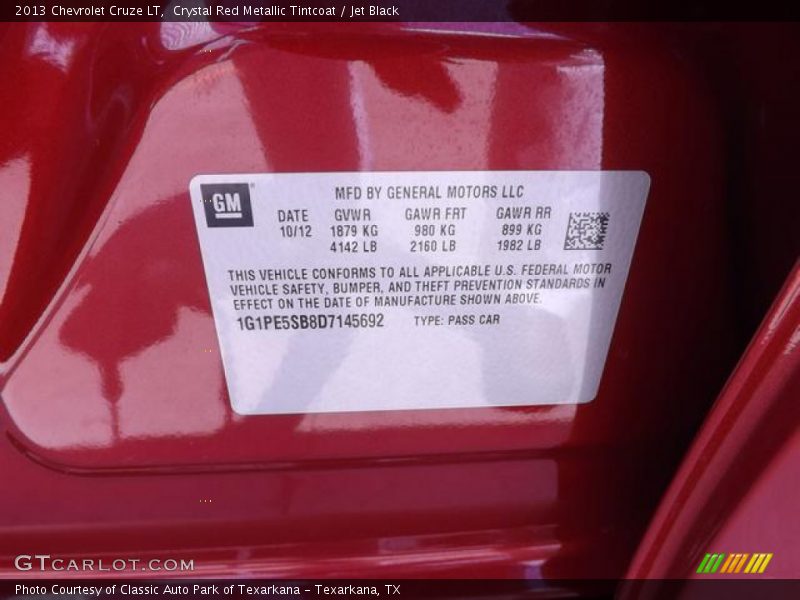 2013 Chevrolet Cruze LT, Crystal Red Metallic Tintcoat / Jet Black
GM
MFD BY GENERAL MOTORS LLC
DATE GVWR GAWR FRT GAWR RR
10/12 1879 KG 980 KG 899 KG
4142 LB 2160 LB 1982 LB
THIS VEHICLE CONFORMS TO ALL APPLICABLE U.S. FEDERAL MOTOR
VEHICLE SAFETY, BUMPER, AND THEFT PREVENTION STANDARDS IN
EFFECT ON THE DATE OF MANUFACTURE SHOWN ABOVE.
1G1PE5SB8D7145692 TYPE: PASS CAR
GTCARLOT.COM
Photo Courtesy of Classic Auto Park of Texarkana - Texarkana, TX